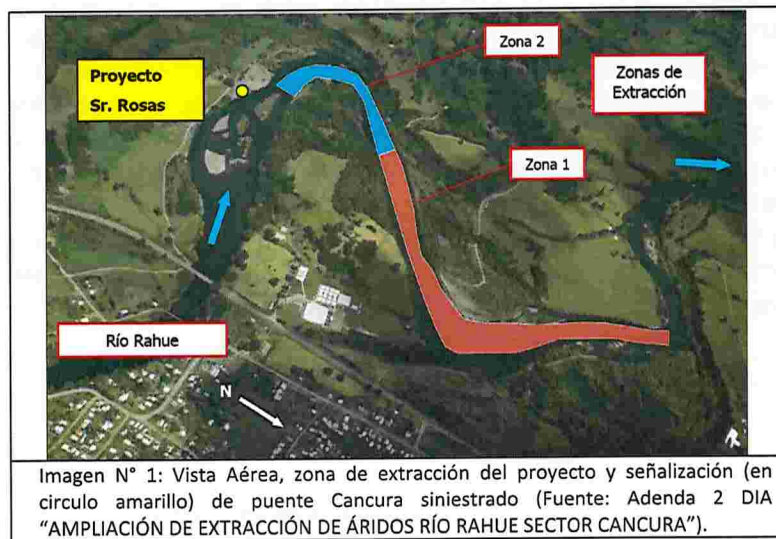 Zona 2
Proyecto
Sr. Rosas
Zonas de
Extracción
Zona 1
Río Rahue
N
Imagen N° 1: Vista Aérea, zona de extracción del proyecto y señalización (en
circulo amarillo) de puente Cancura siniestrado (Fuente: Adenda 2 DIA
“AMPLIACIÓN DE EXTRACCIÓN DE ÁRIDOS RÍO RAHUE SECTOR CANCURA”).